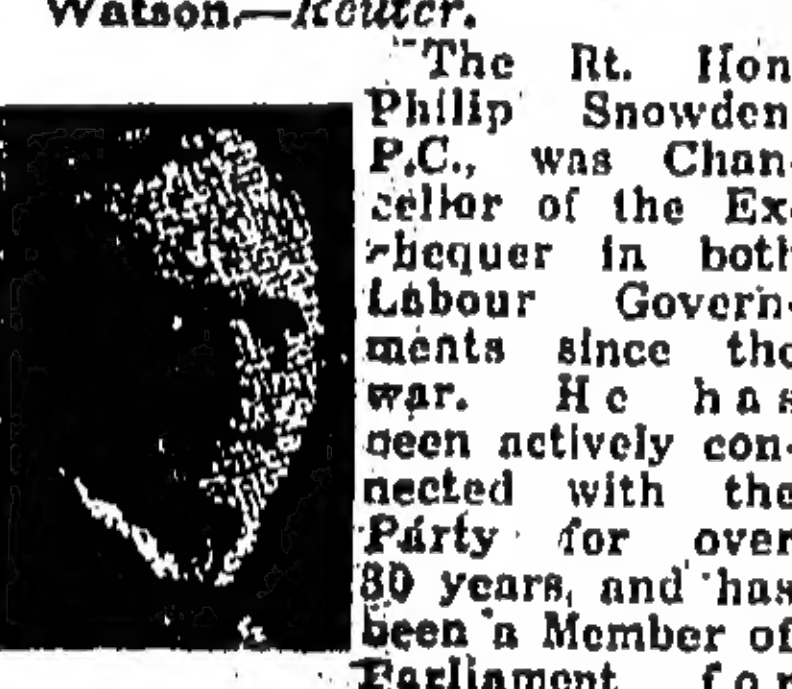 Watson.—Reuter.
"The Rt. Hon
Philip Snowden
P.C., was Chan-
cellor of the Ex-
chequer in both
Labour Govern-
ments since the
war. He has
been actively con-
nected with the
Party for over
30 years, and has
been a Member of
Parliament for